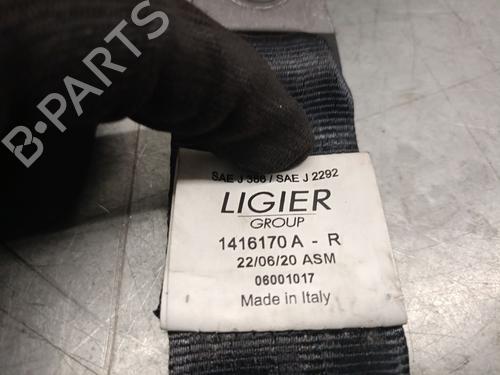 SAE J 386 / SAE J 2292
LIGIER
GROUP
1416170 A - R
22/06/20 ASM
06001017
Made in Italy
B-PARTS